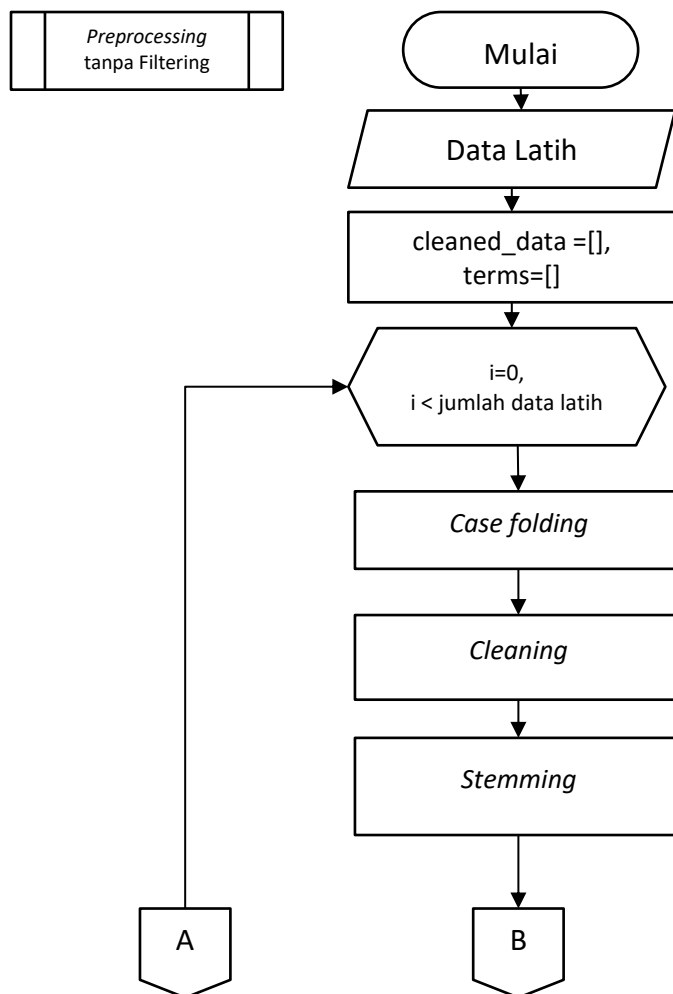 Preprocessing
tanpa Filtering
Mulai
Data Latih
cleaned_data =[],
terms=[]
i=0,
i < jumlah data latih
Case folding
Cleaning
Stemming
A
B